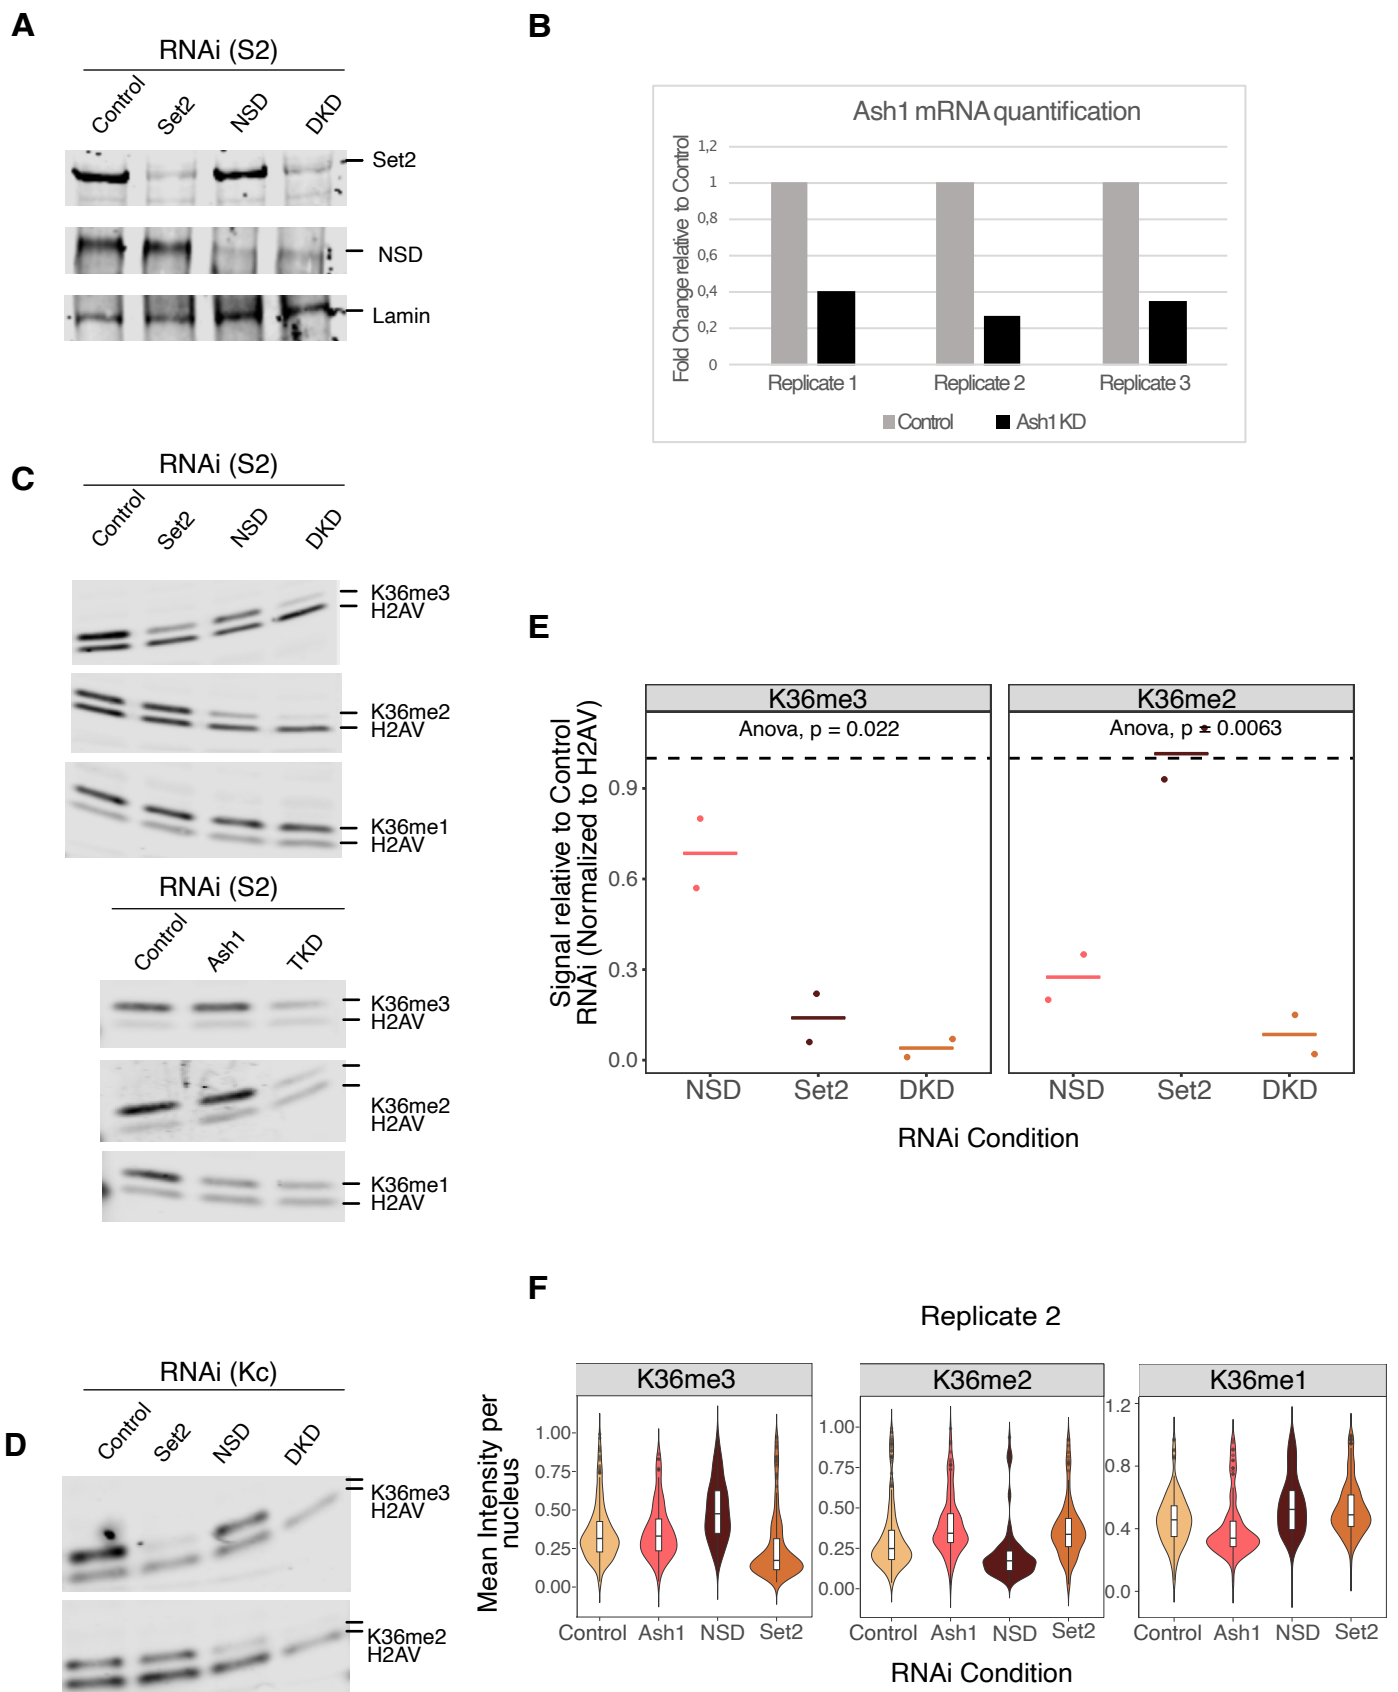 A
RNAi (S2)
Control
Set2
NSD
DKD
Set2
NSD
Lamin
B
Ash1 mRNA quantification
Fold Change relative to Control
1,2
1
0,8
0,6
0,4
0,2
0
Replicate 1
Replicate 2
Replicate 3
Control
Ash1 KD
C
RNAi (S2)
Control
Set2
NSD
DKD
K36me3
H2AV
K36me2
H2AV
K36me1
H2AV
RNAi (S2)
Control
Ash1
TKD
K36me3
H2AV
K36me2
H2AV
K36me1
H2AV
D
RNAi (Kc)
Control
Set2
NSD
DKD
K36me3
H2AV
K36me2
H2AV
E
Signal relative to Control
RNAi (Normalized to H2AV)
K36me3
K36me2
Anova, p = 0.022
Anova, p = 0.0063
0.9
0.6
0.3
0.0
NSD
Set2
DKD
NSD
Set2
DKD
RNAi Condition
F
Replicate 2
Mean Intensity per
nucleus
K36me3
K36me2
K36me1
1.00
0.75
0.50
0.25
0.00
1.00
0.75
0.50
0.25
0.00
1.2
0.8
0.4
0.0
Control
Ash1
NSD
Set2
Control
Ash1
NSD
Set2
Control
Ash1
NSD
Set2
RNAi Condition